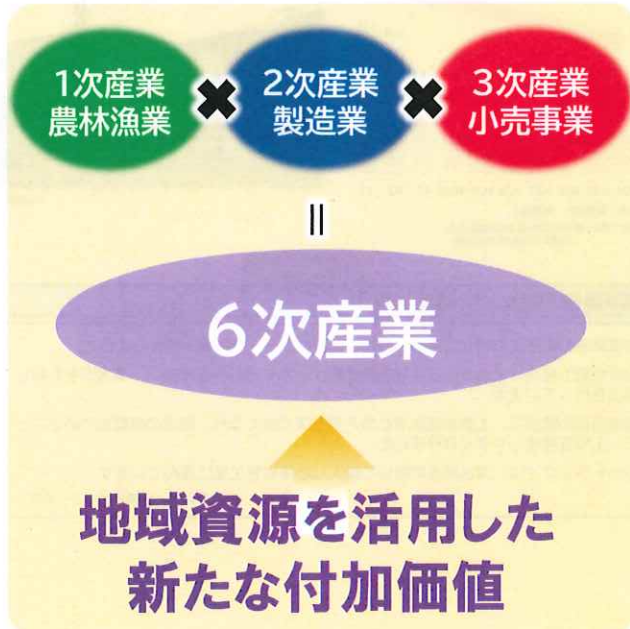 1次産業
農林漁業
✖
2次産業
製造業
✖
3次産業
小売事業
=
6次産業
地域資源を活用した
新たな付加価値